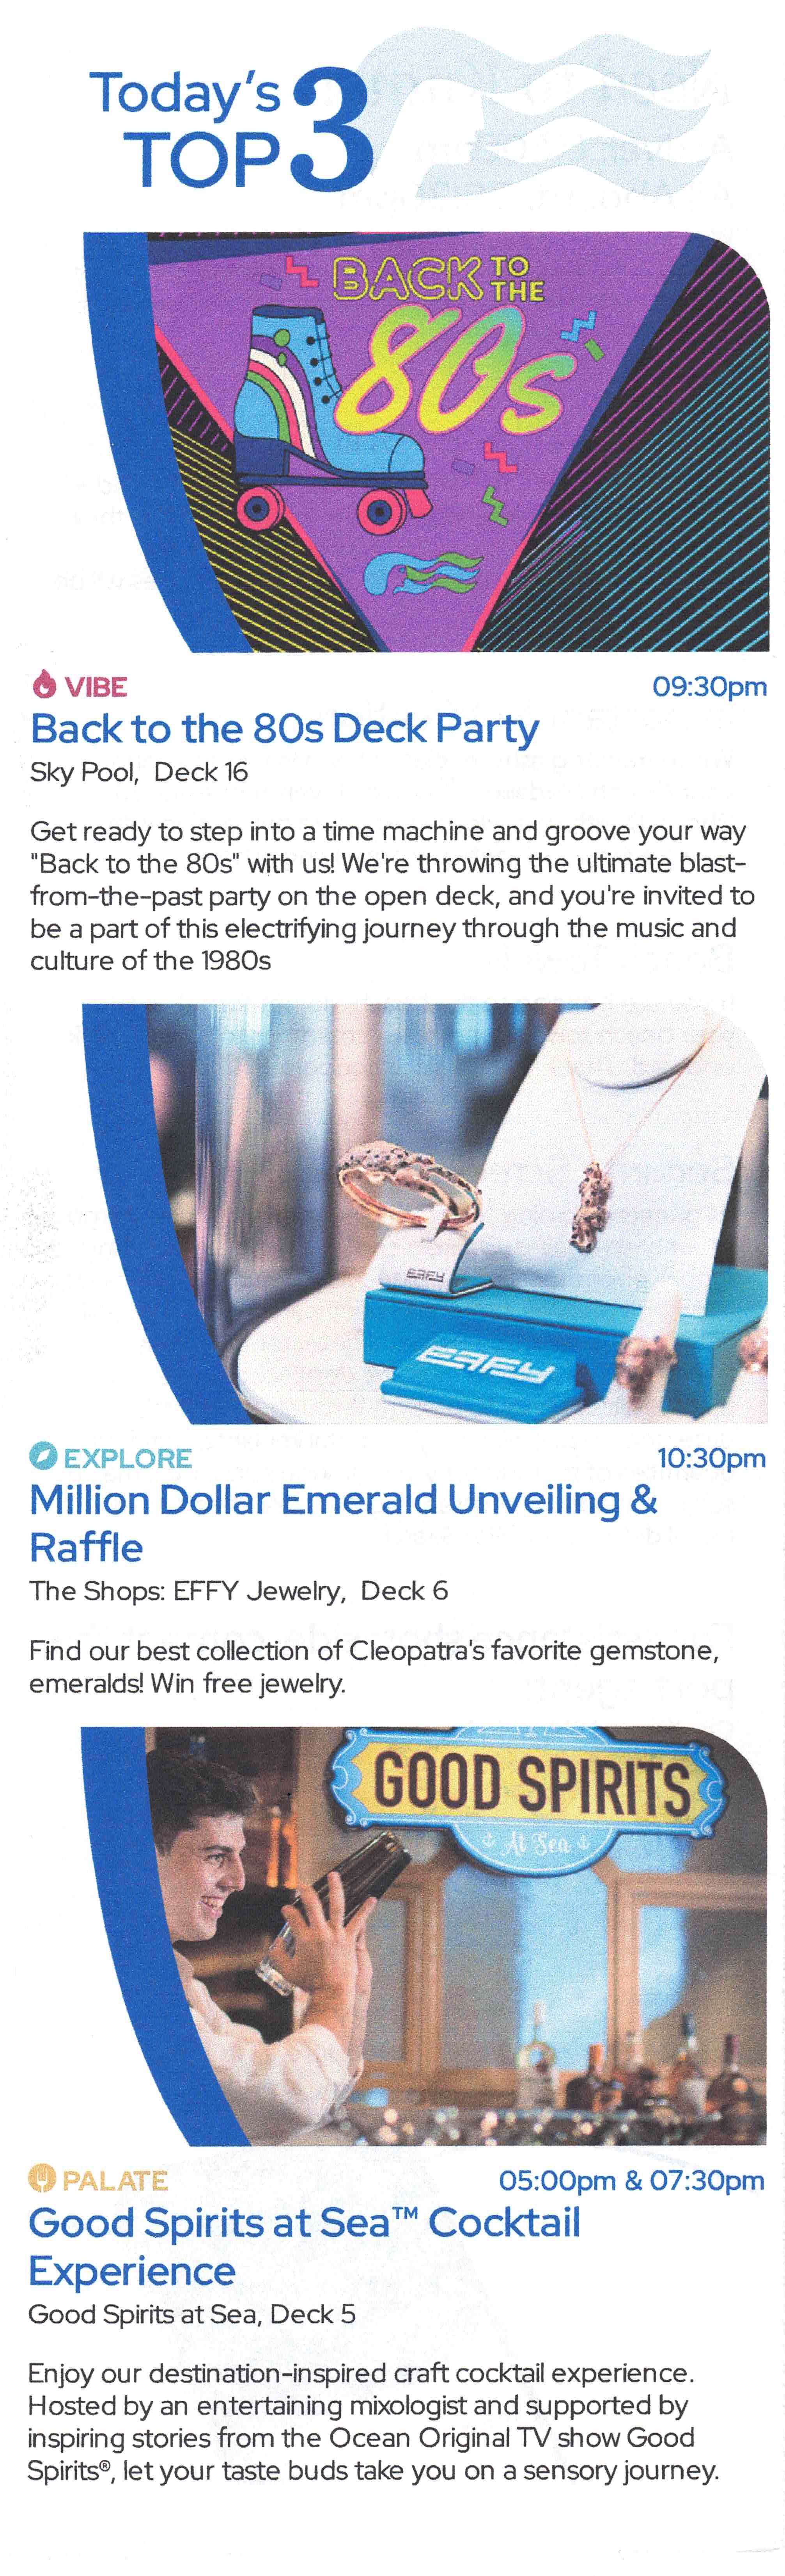 Today's
TOP 3
BACK TO
THE
80s
VIBE
09:30pm
Back to the 80s Deck Party
Sky Pool, Deck 16
Get ready to step into a time machine and groove your way
"Back to the 80s" with us! We're throwing the ultimate blast-
from-the-past party on the open deck, and you're invited to
be a part of this electrifying journey through the music and
culture of the 1980s
EFFY
EFFY
EXPLORE
10:30pm
Million Dollar Emerald Unveiling &
Raffle
The Shops: EFFY Jewelry, Deck 6
Find our best collection of Cleopatra's favorite gemstone,
emeralds! Win free jewelry.
GOOD SPIRITS
At Sea
PALATE
05:00pm & 07:30pm
Good Spirits at Sea™ Cocktail
Experience
Good Spirits at Sea, Deck 5
Enjoy our destination-inspired craft cocktail experience.
Hosted by an entertaining mixologist and supported by
inspiring stories from the Ocean Original TV show Good
Spirits®, let your taste buds take you on a sensory journey.